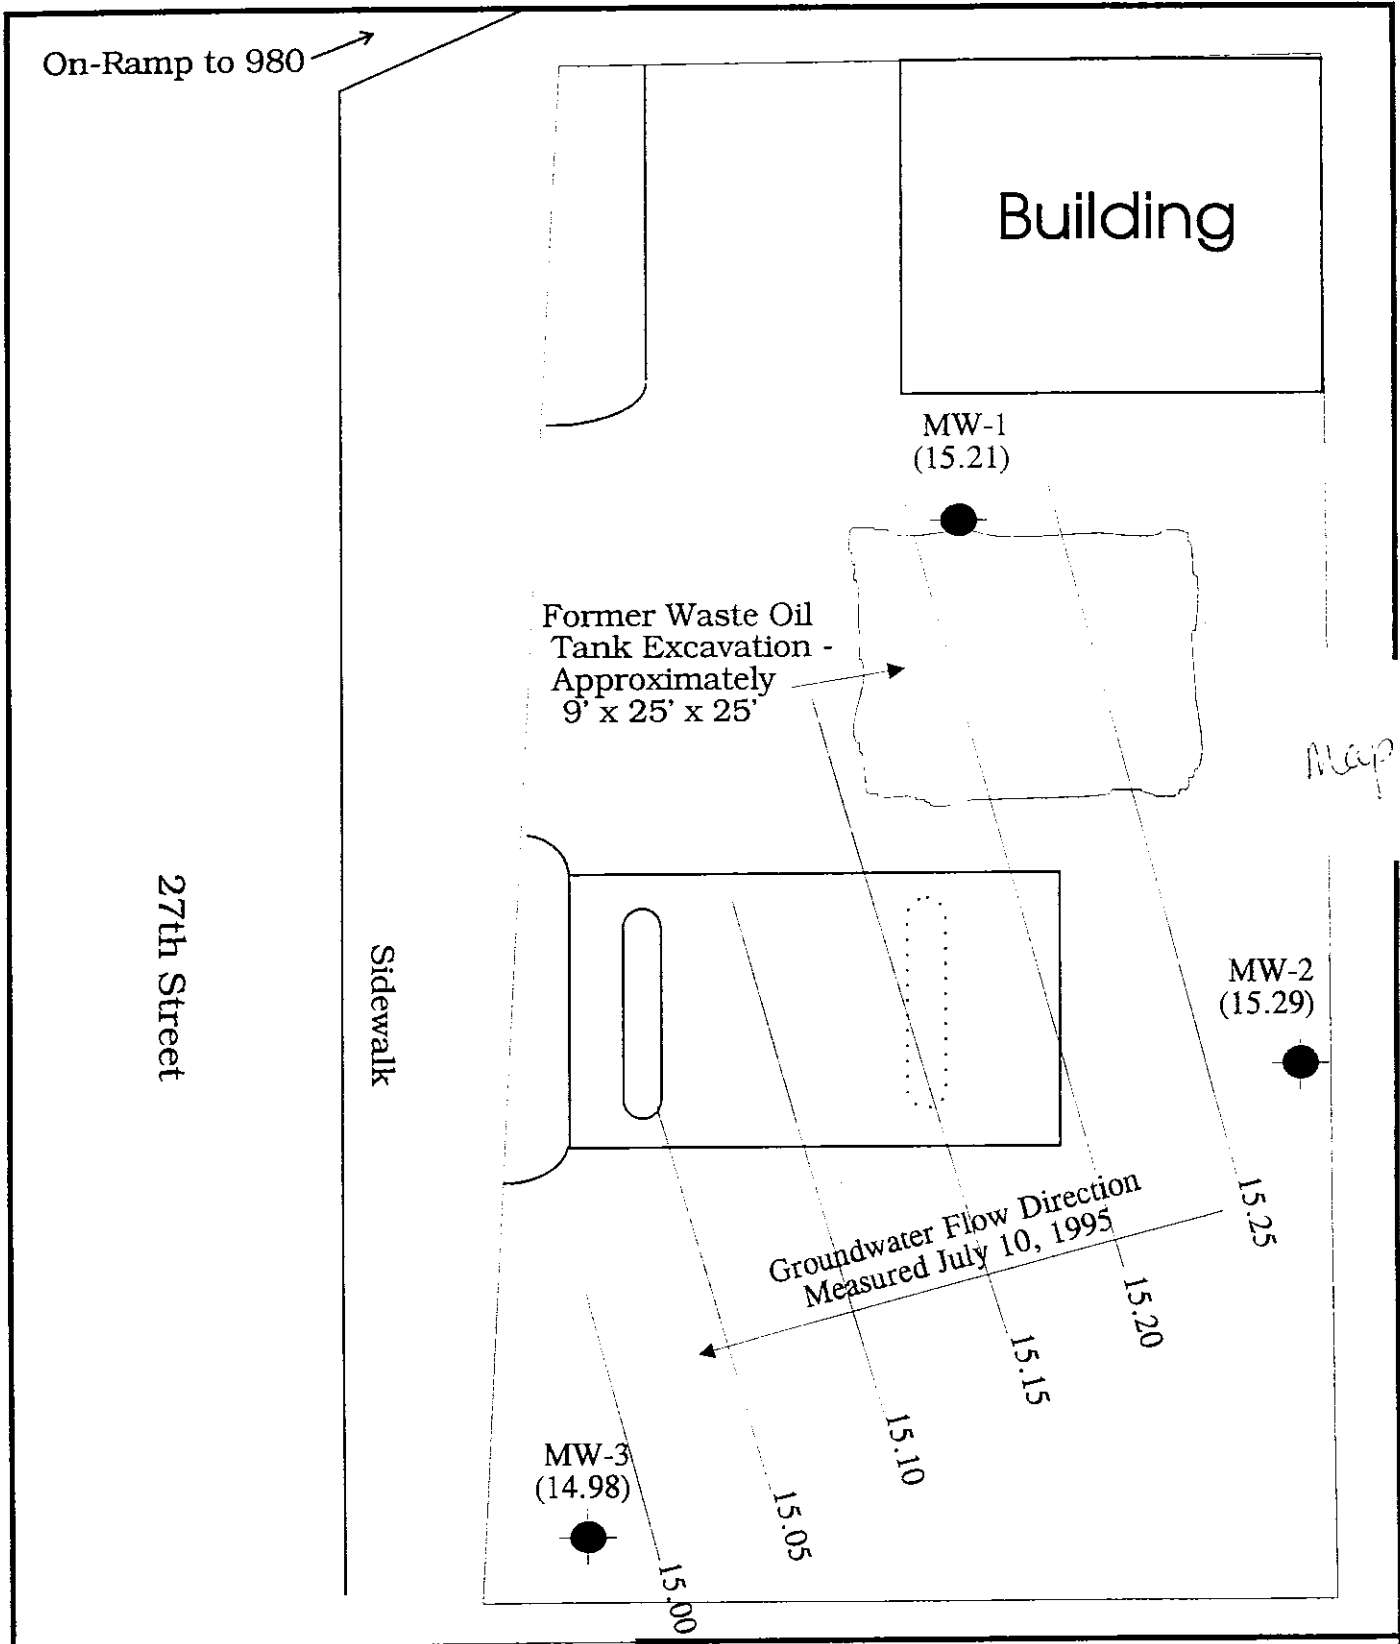 On-Ramp to 980
Building
MW-1
(15.21)
Former Waste Oil
Tank Excavation -
Approximately
9' x 25' x 25'
Map
27th Street
Sidewalk
MW-2
(15.29)
Groundwater Flow Direction
Measured July 10, 1995
15.25
15.20
15.15
15.10
15.05
15.00
MW-3
(14.98)